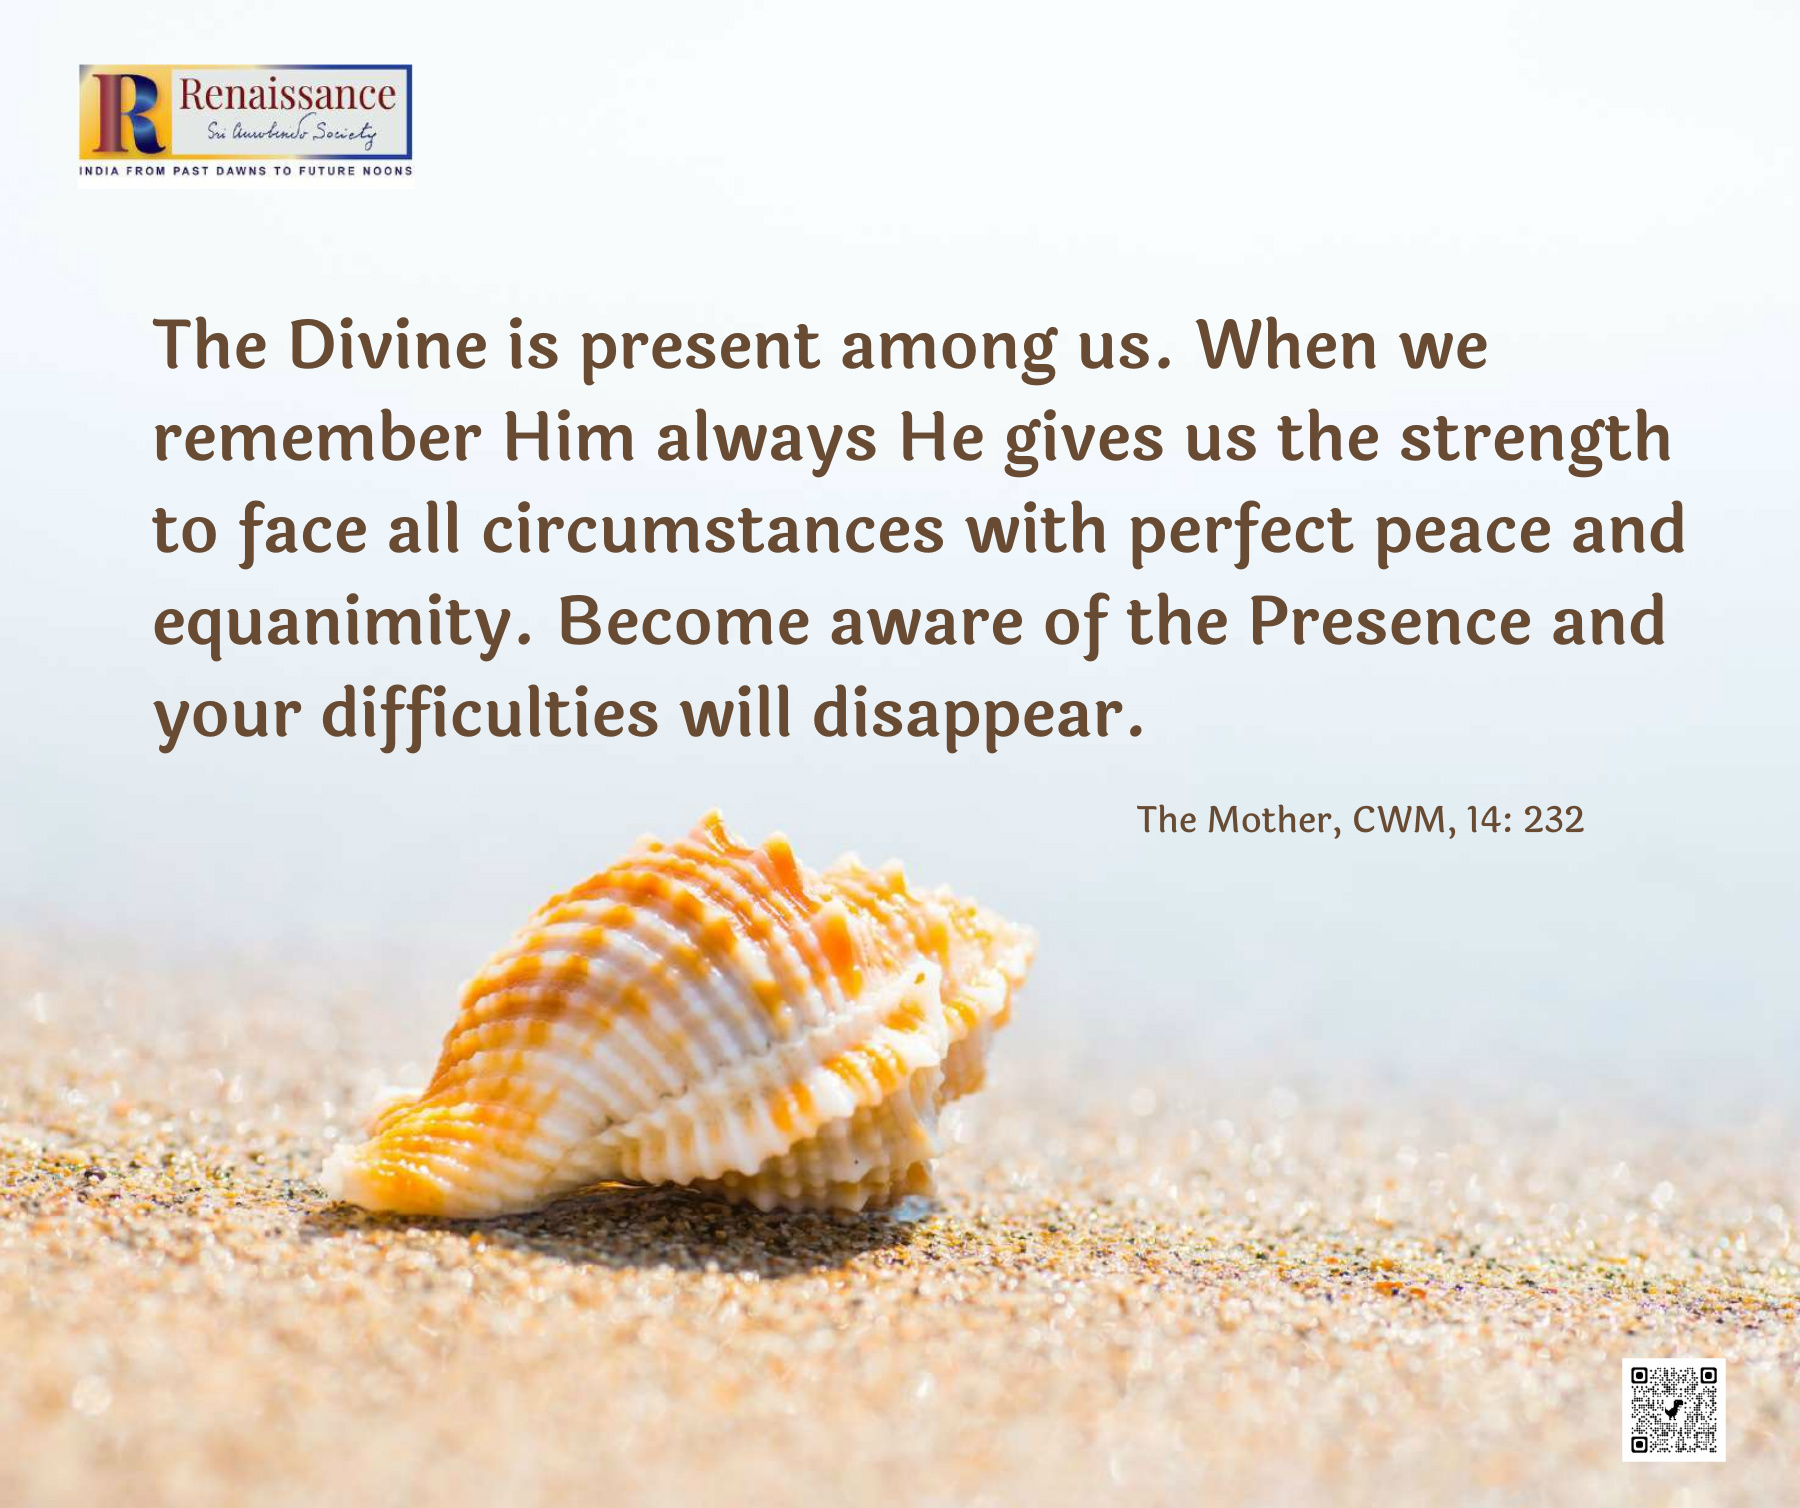 R Renaissance
Sri Aurobindo Society
INDIA FROM PAST DAWNS TO FUTURE NOONS
The Divine is present among us. When we
remember Him always He gives us the strength
to face all circumstances with perfect peace and
equanimity. Become aware of the Presence and
your difficulties will disappear.
The Mother, CWM, 14: 232